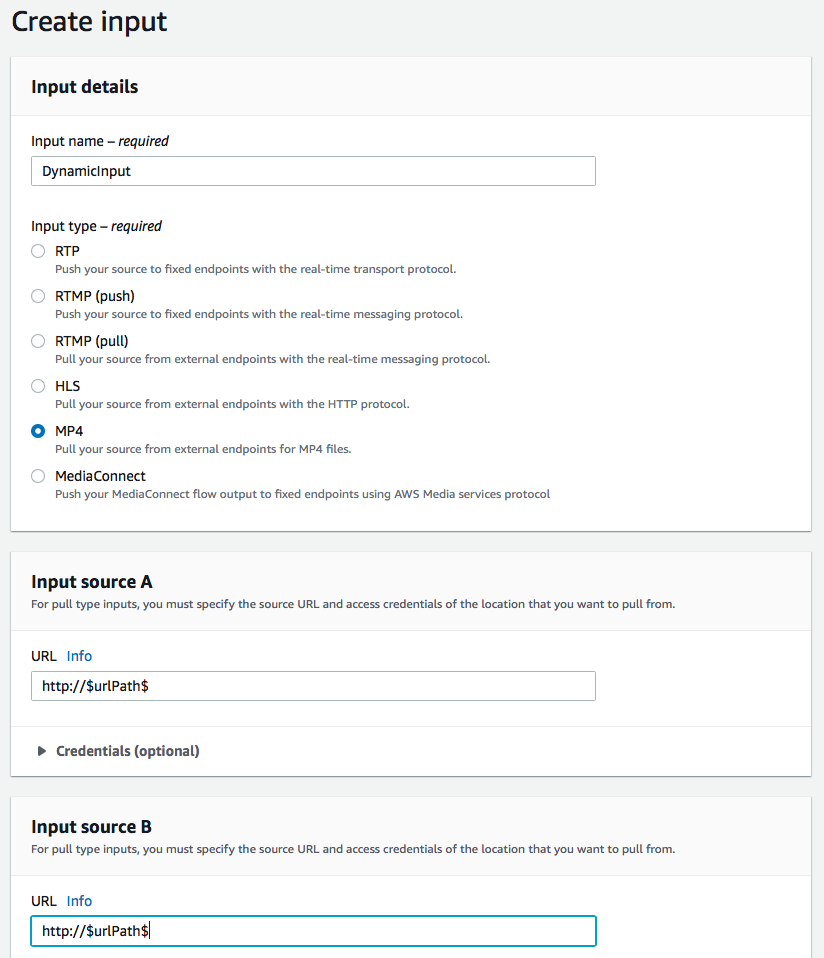 Create input
Input details
Input name – required
DynamicInput
Input type – required
RTP
Push your source to fixed endpoints with the real-time transport protocol.
RTMP (push)
Push your source to fixed endpoints with the real-time messaging protocol.
RTMP (pull)
Pull your source from external endpoints with the real-time messaging protocol.
HLS
Pull your source from external endpoints with the HTTP protocol.
MP4
Pull your source from external endpoints for MP4 files.
MediaConnect
Push your MediaConnect flow output to fixed endpoints using AWS Media services protocol
Input source A
For pull type inputs, you must specify the source URL and access credentials of the location that you want to pull from.
URL Info
http://$urlPath$
Credentials (optional)
Input source B
For pull type inputs, you must specify the source URL and access credentials of the location that you want to pull from.
URL Info
http://$urlPath$